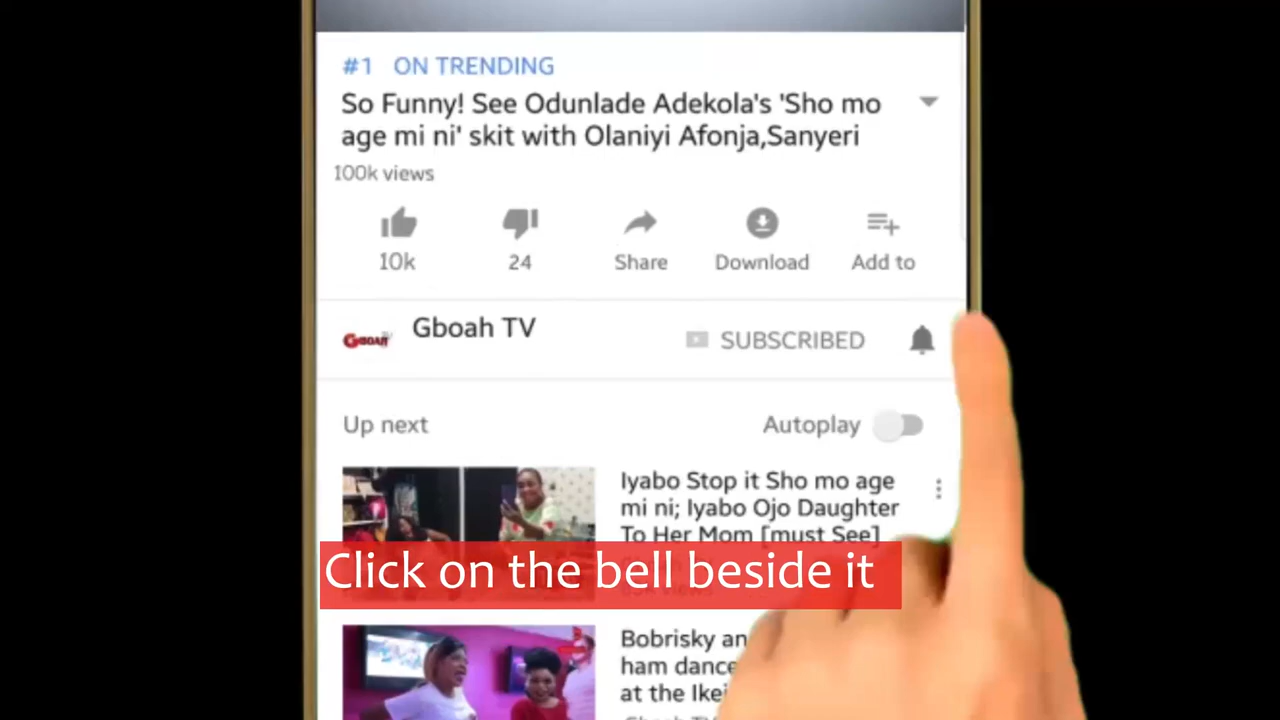 #1 ON TRENDING
So Funny! See Odunlade Adekola's 'Sho mo
age mi ni' skit with Olaniyi Afonja,Sanyeri
100k views
10k
24
Share
Download
Add to
GBOAH
Gboah TV
SUBSCRIBED
Up next
Autoplay
Iyabo Stop it Sho mo age
mi ni; Iyabo Ojo Daughter
To Her Mom [must See]
Click on the bell beside it
Bobrisky an
ham dance
at the Ikei